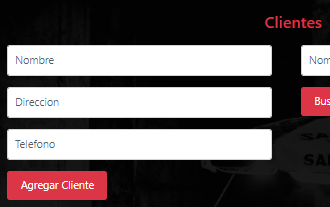 Clientes
Nombre
Direccion
Telefono
Agregar Cliente